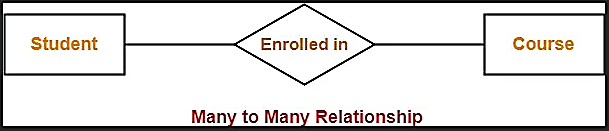 Student
Enrolled in
Course
Many to Many Relationship